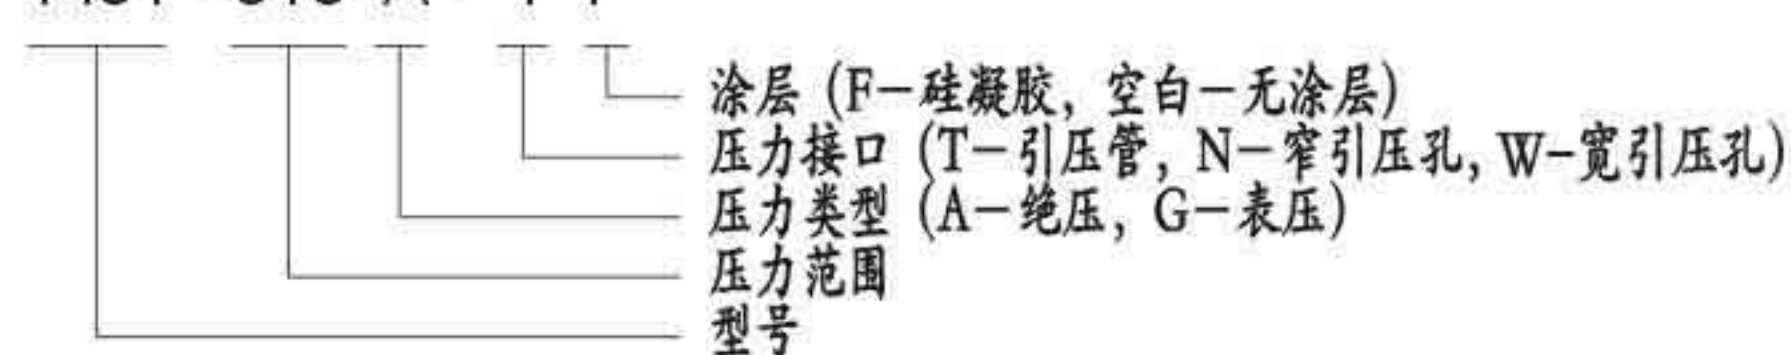 涂层 (F－硅凝胶, 空白－无涂层)
压力接口 (T－引压管, N－窄引压孔, W-宽引压孔)
压力类型 (A－绝压, G－表压)
压力范围
型号